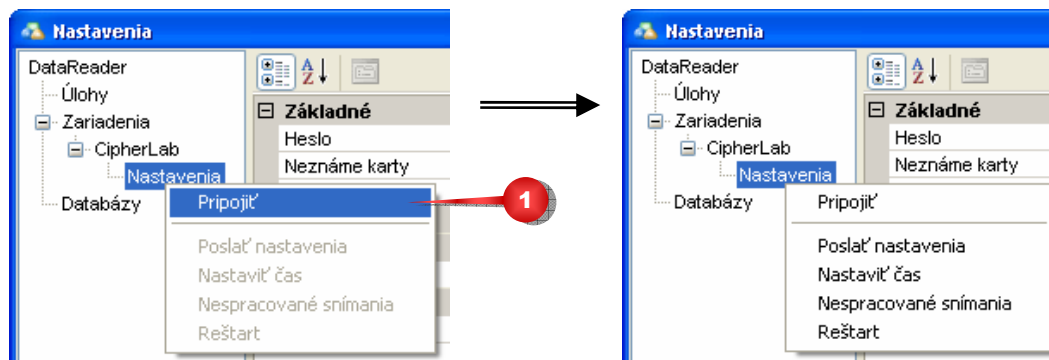 Nastavenia
DataReader
Úlohy
Zariadenia
CipherLab
Nastavenia
Databázy
A
Z
Základné
Heslo
Neznáme karty
Pripojiť
Poslať nastavenia
Nastaviť čas
Nespracované snímania
Reštart
1
Nastavenia
DataReader
Úlohy
Zariadenia
CipherLab
Nastavenia
Databázy
A
Z
Základné
Heslo
Neznáme karty
Pripojiť
Poslať nastavenia
Nastaviť čas
Nespracované snímania
Reštart